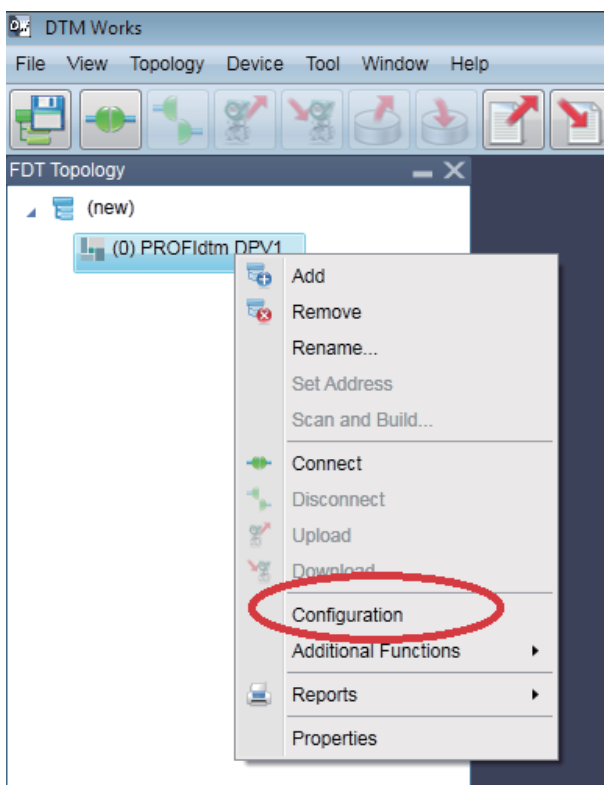 DTM Works
File View Topology Device Tool Window Help
FDT Topology
(new)
(0) PROFIdtm DPV1
Add
Remove
Rename...
Set Address
Scan and Build...
Connect
Disconnect
Upload
Download
Configuration
Additional Functions
Reports
Properties